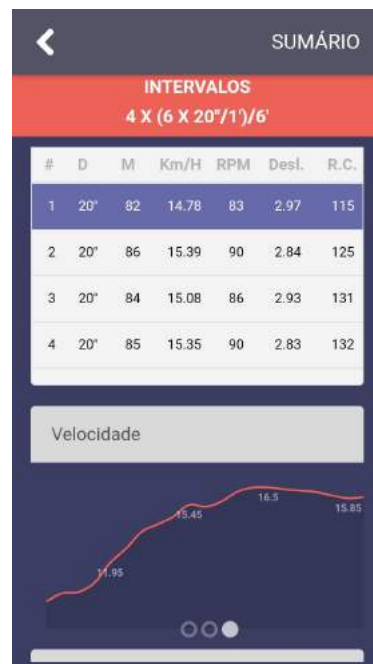 SUMÁRIO
INTERVALOS
4 X (6 X 20"/1')/6'
# D M Km/H RPM Desl. R.C.
1 20" 82 14.78 83 2.97 115
2 20" 86 15.39 90 2.84 125
3 20" 84 15.08 86 2.93 131
4 20" 85 15.35 90 2.83 132
Velocidade
11.95 15.45 16.5 15.85